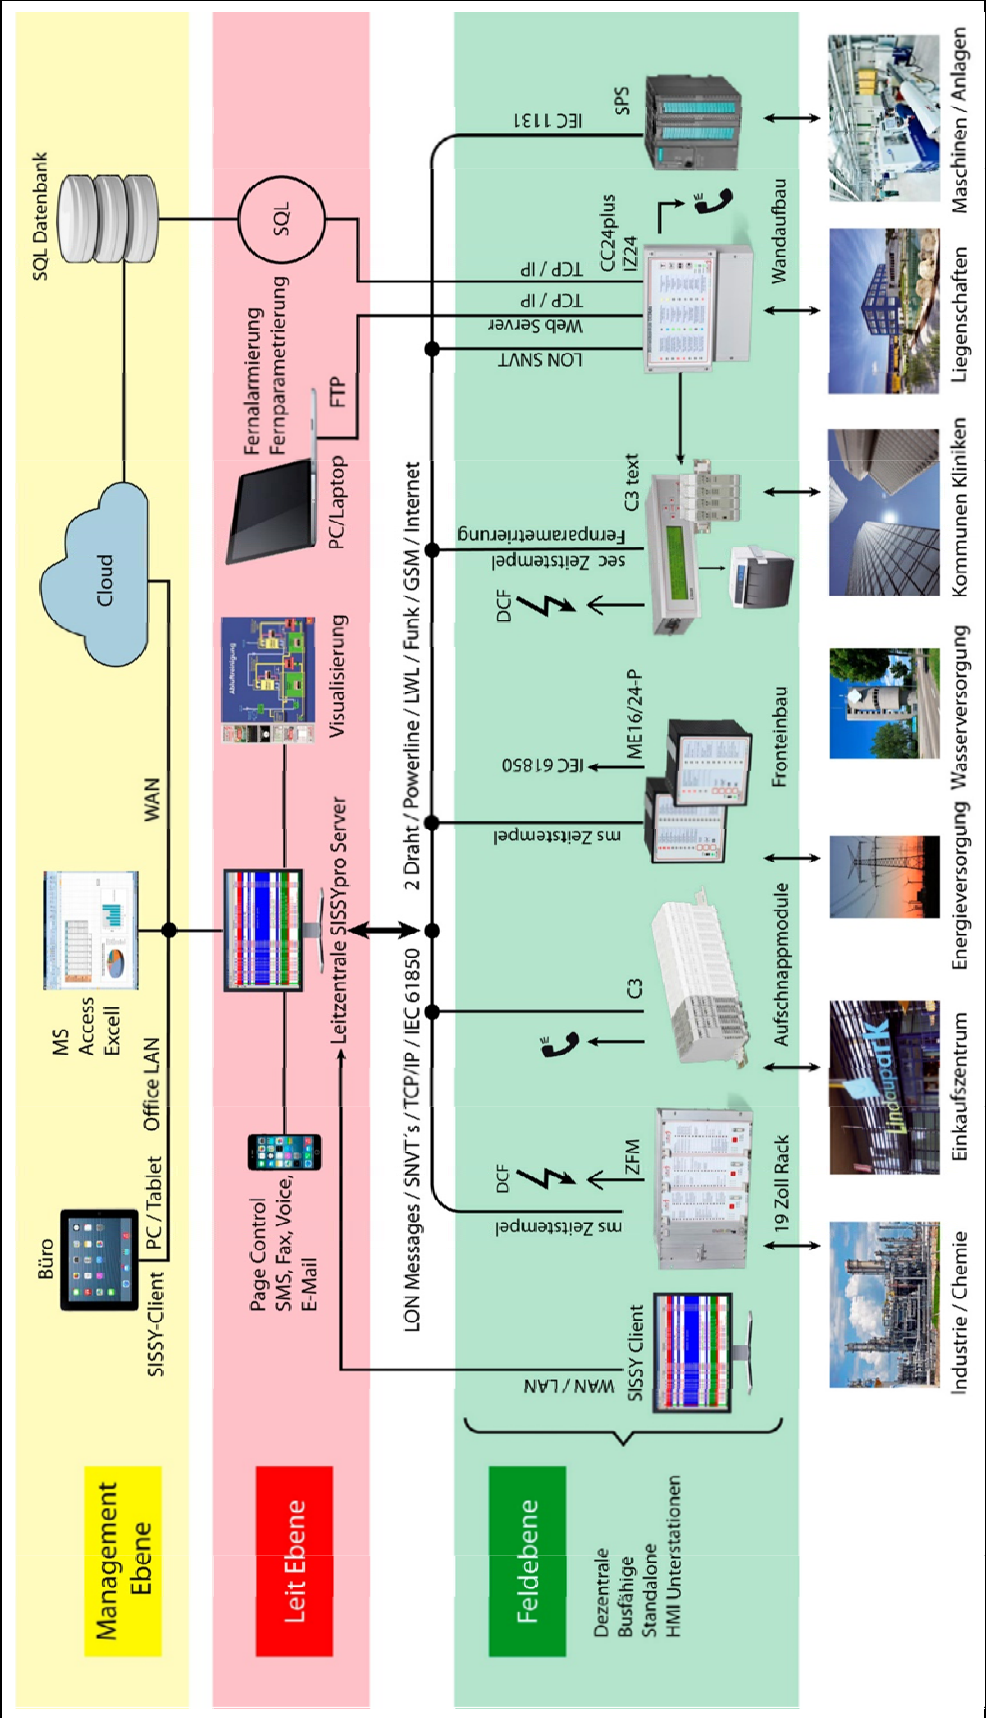 Management
Ebene
Büro
SISSY-Client
PC / Tablet
Office LAN
MS
Access
Excell
WAN
Cloud
SQL Datenbank
Leit Ebene
Page Control
SMS, Fax, Voice,
E-Mail
Leitzentrale SISSYpro Server
Abluftreinigung
Visualisierung
PC/Laptop
FTP
Fernalarmierung
Fernparametrierung
SQL
LON Messages / SNVT´s / TCP/IP / IEC 61850
2 Draht / Powerline / LWL / Funk / GSM / Internet
Feldebene
Dezentrale
Busfähige
Standalone
HMI Unterstationen
WAN / LAN
SISSY Client
ms Zeitstempel
DCF
ZFM
19 Zoll Rack
C3
Aufschnappmodule
ms Zeitstempel
IEC 61850
ME16/24-P
Fronteinbau
DCF
sec Zeitstempel
Fernparametrierung
C3 text
LON SNVT
Web Server
TCP / IP
TCP / IP
CC24plus
IZ24
Wandaufbau
IEC 1131
SPS
Industrie / Chemie
Lindaupark
Einkaufszentrum
Energieversorgung
Wasserversorgung
Kommunen Kliniken
Liegenschaften
Maschinen / Anlagen